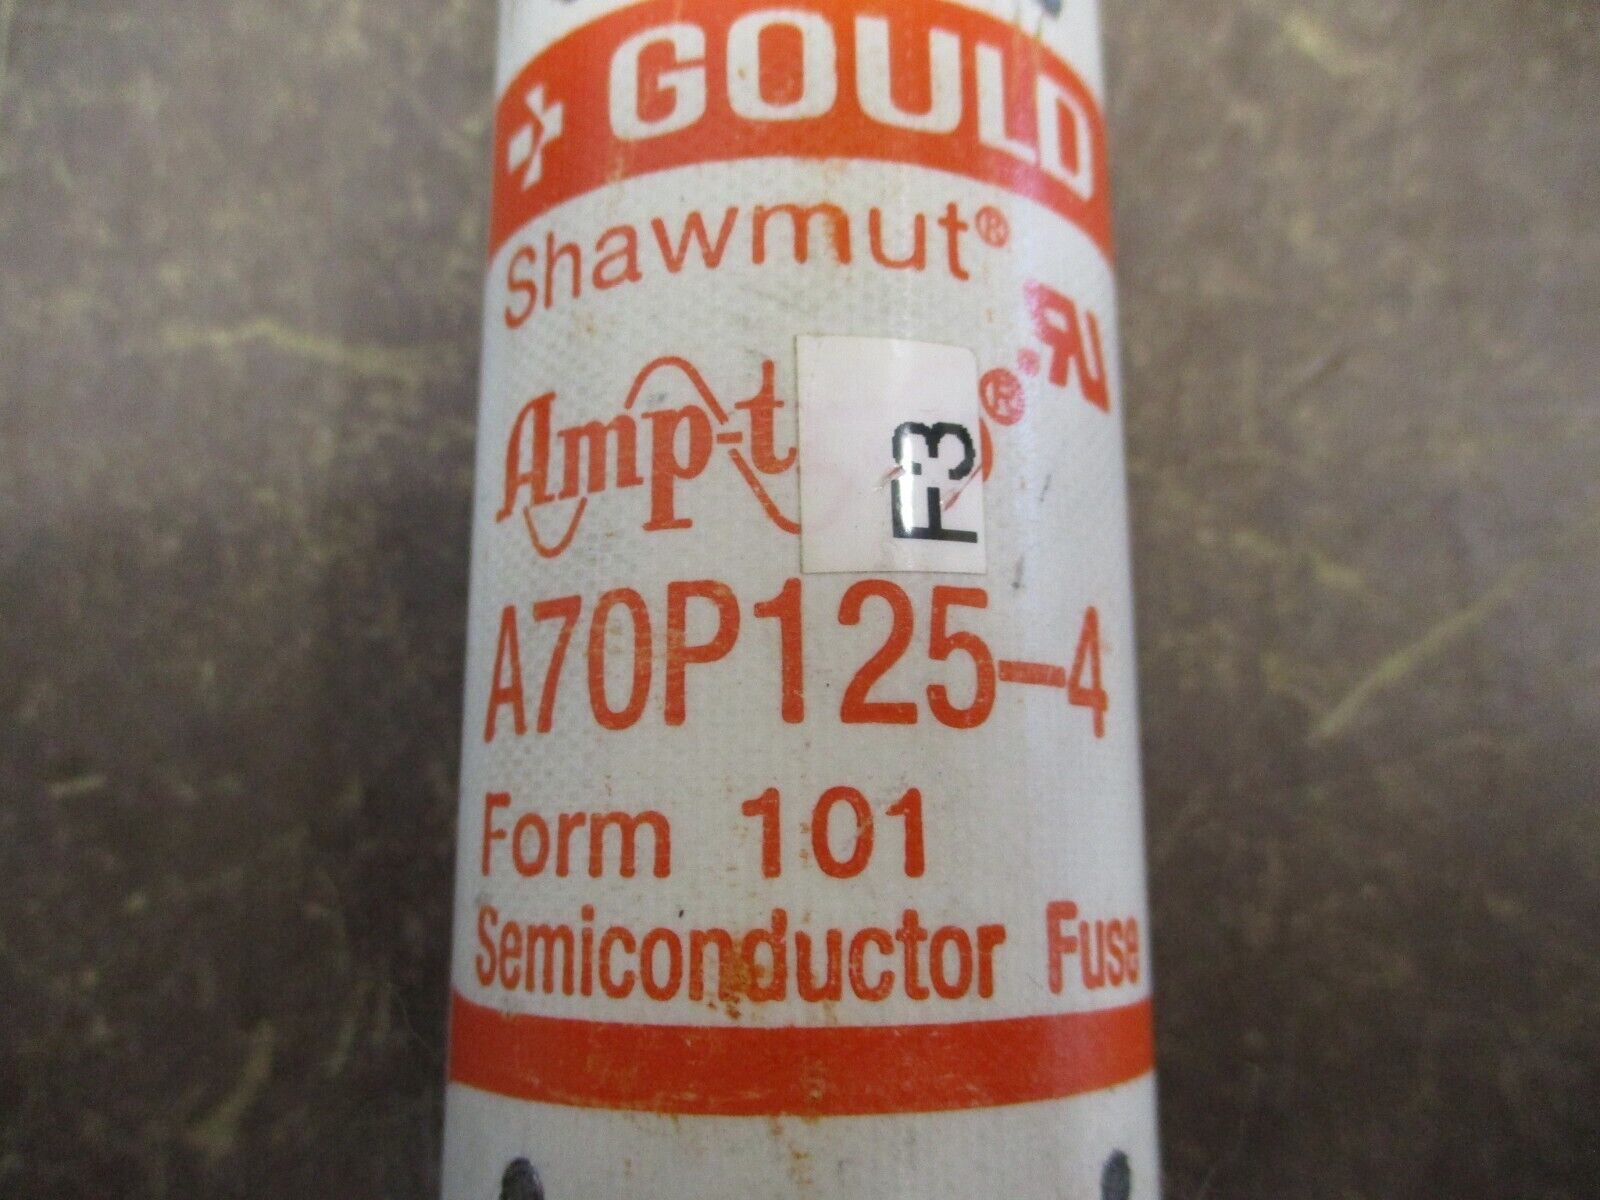 GOULD
Shawmut®
Amp-t ®
F3
A70P125-4
Form 101
Semiconductor Fuse